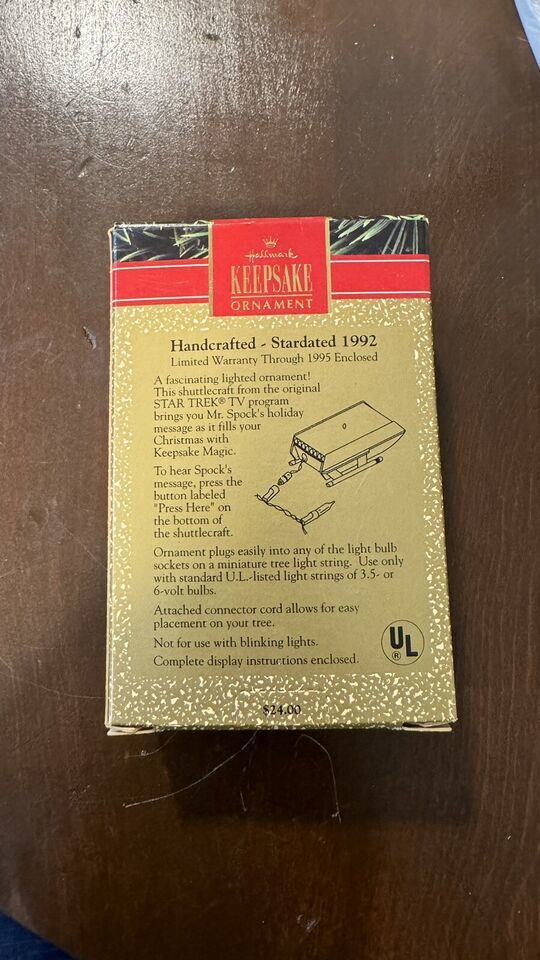 Hallmark
KEEPSAKE
ORNAMENT
Handcrafted - Stardated 1992
Limited Warranty Through 1995 Enclosed
A fascinating lighted ornament!
This shuttlecraft from the original
STAR TREK® TV program
brings you Mr. Spock's holiday
message as it fills your
Christmas with
Keepsake Magic.
To hear Spock's
message, press the
button labeled
"Press Here" on
the bottom of
the shuttlecraft.
Ornament plugs easily into any of the light bulb
sockets on a miniature tree light string. Use only
with standard U.L.-listed light strings of 3.5- or
6-volt bulbs.
Attached connector cord allows for easy
placement on your tree.
Not for use with blinking lights.
Complete display instructions enclosed.
UL
®
$24.00